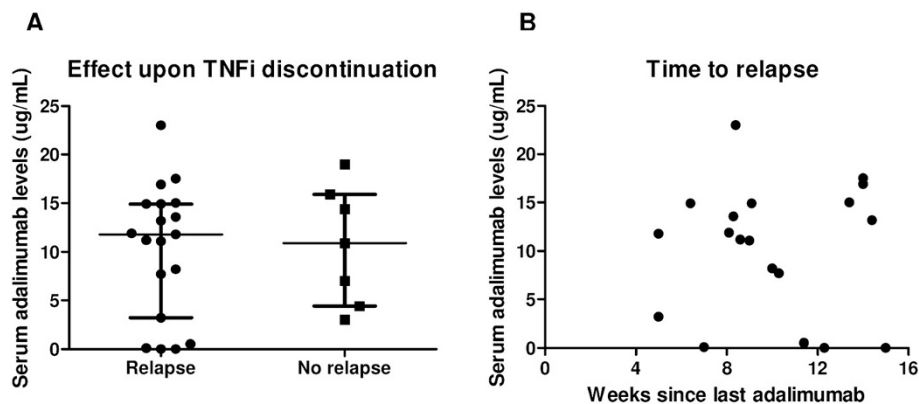 A
Effect upon TNFi discontinuation
Serum adalimumab levels (ug/mL)
25
20
15
10
5
0
Relapse No relapse
B
Time to relapse
Serum adalimumab levels (ug/mL)
25
20
15
10
5
0
0 4 8 12 16
Weeks since last adalimumab